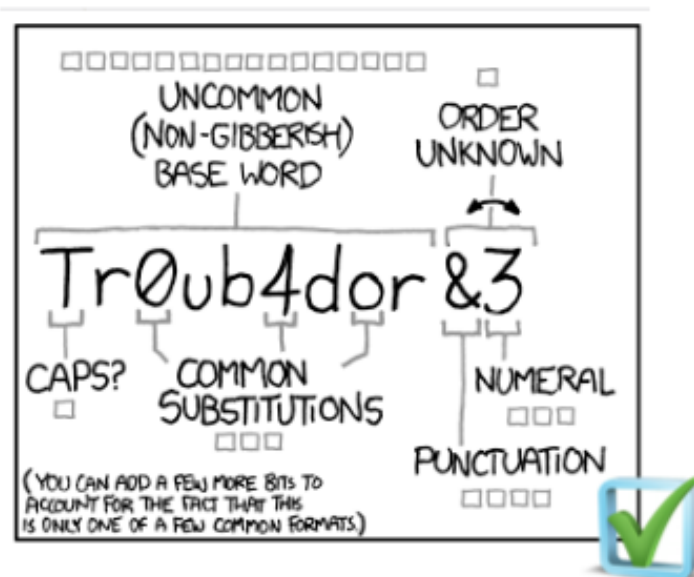 UNCOMMON
(NON-GIBBERISH)
BASE WORD
ORDER
UNKNOWN
Tr0ub4dor &3
CAPS?
COMMON
SUBSTITUTIONS
NUMERAL
PUNCTUATION
(YOU CAN ADD A FEW MORE BITS TO
ACCOUNT FOR THE FACT THAT THIS
IS ONLY ONE OF A FEW COMMON FORMATS.)